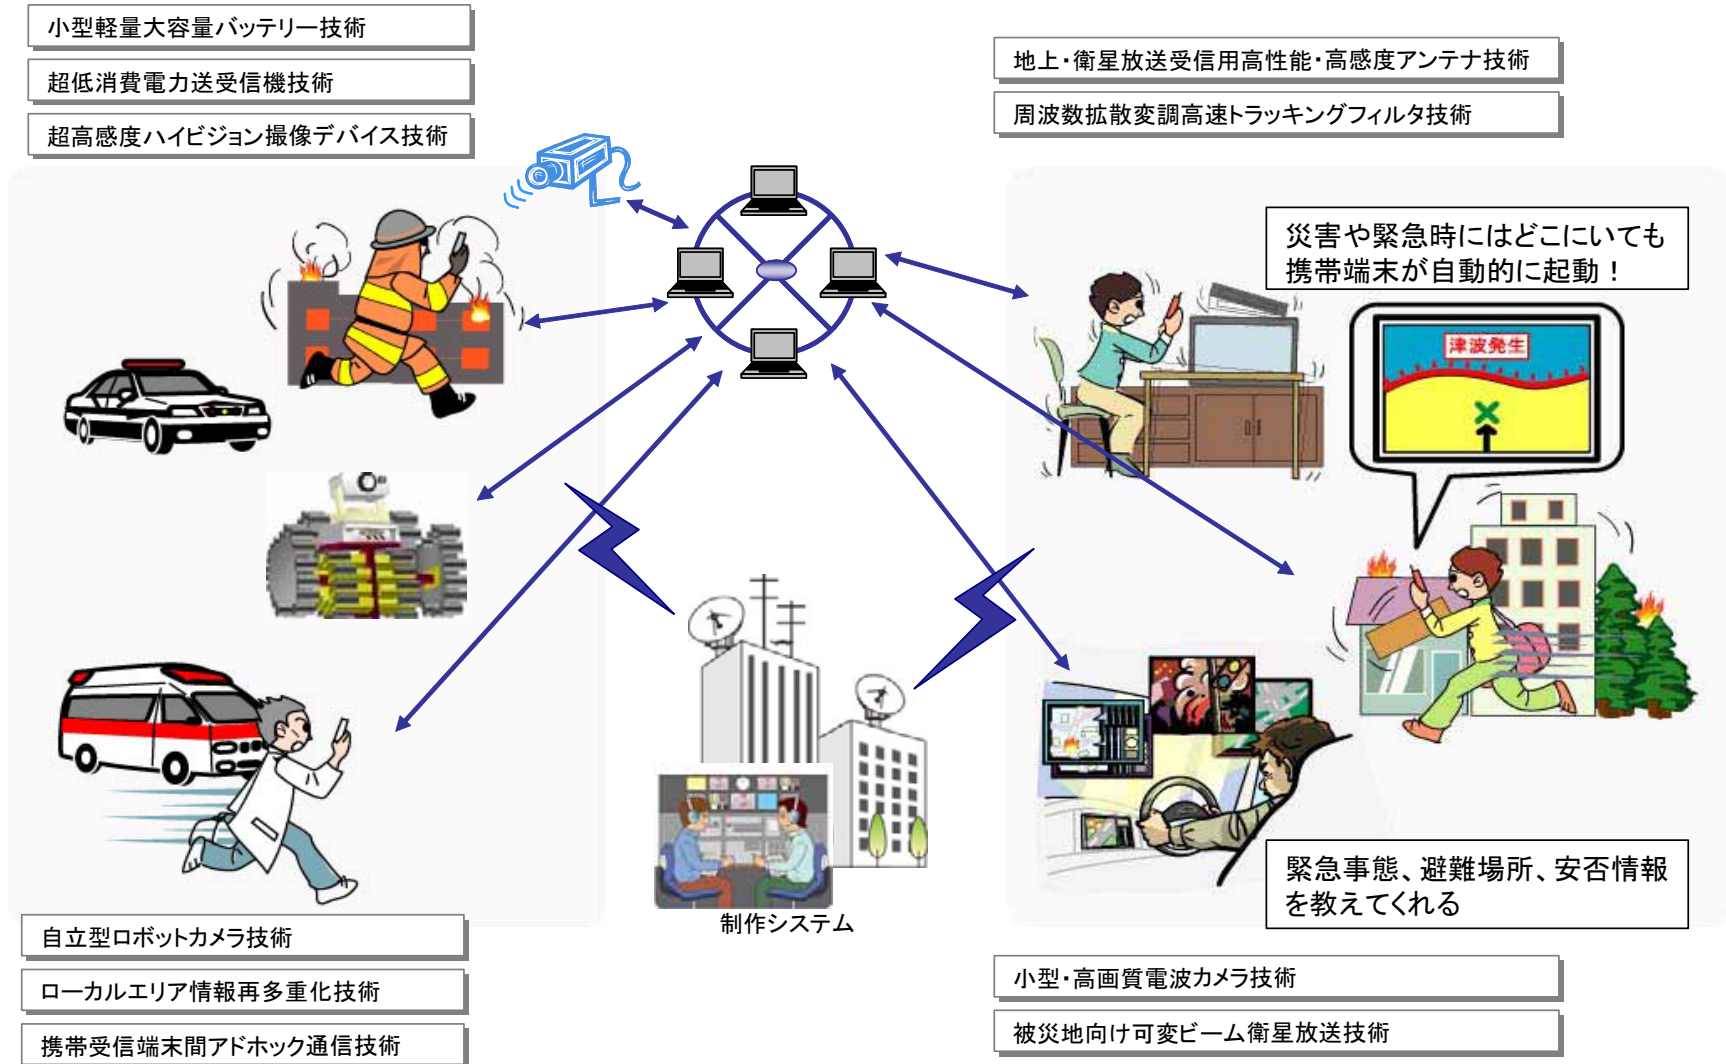 小型軽量大容量バッテリー技術
超低消費電力送受信機技術
超高感度ハイビジョン撮像デバイス技術
地上・衛星放送受信用高性能・高感度アンテナ技術
周波数拡散変調高速トラッキングフィルタ技術
災害や緊急時にはどこにいても
携帯端末が自動的に起動！
津波発生
緊急事態、避難場所、安否情報
を教えてくれる
制作システム
自立型ロボットカメラ技術
ローカルエリア情報再多重化技術
携帯受信端末間アドホック通信技術
小型・高画質電波カメラ技術
被災地向け可変ビーム衛星放送技術